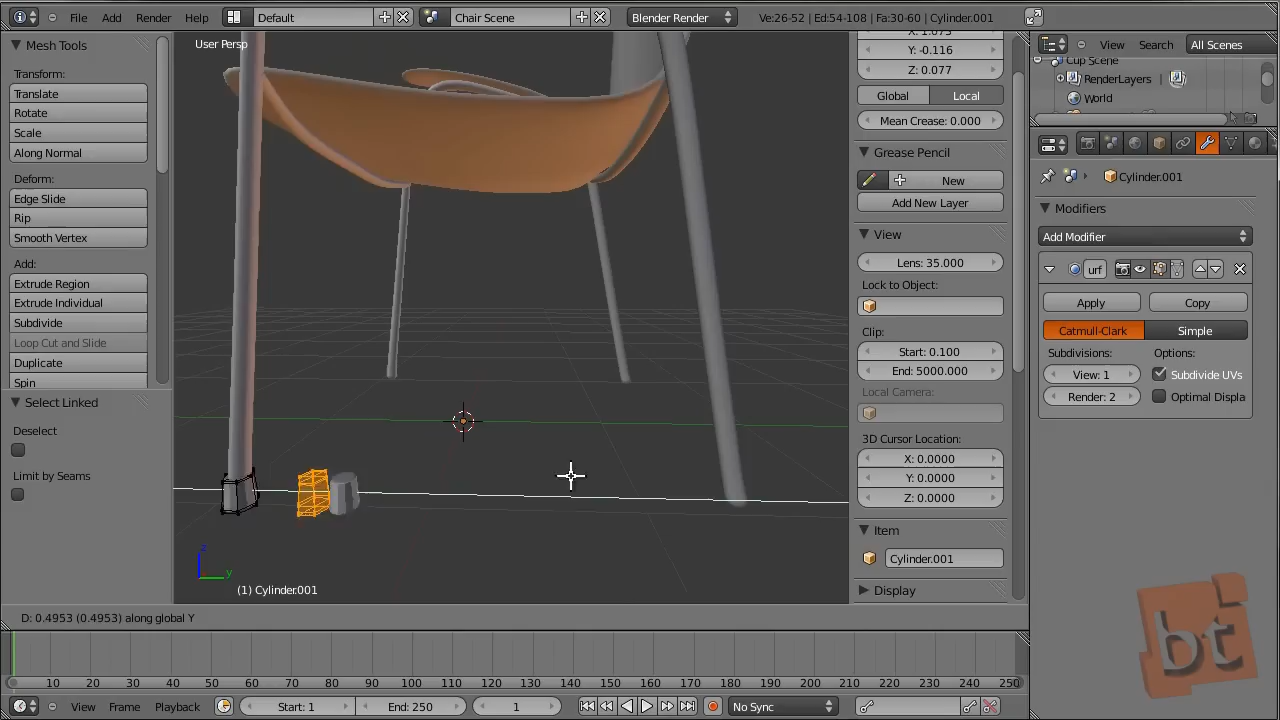 File Add Render Help Default Chair Scene Blender Render Ve:26-52 | Ed:54-108 | Fa:30-60 | Cylinder.001
Mesh Tools
Transform:
Translate
Rotate
Scale
Along Normal
Deform:
Edge Slide
Rip
Smooth Vertex
Add:
Extrude Region
Extrude Individual
Subdivide
Loop Cut and Slide
Duplicate
Spin
Select Linked
Deselect
Limit by Seams
User Persp
z
y
(1) Cylinder.001
D: 0.4953 (0.4953) along global Y
X: 1.075
Y: -0.116
Z: 0.077
Global Local
Mean Crease: 0.000
Grease Pencil
New
Add New Layer
View
Lens: 35.000
Lock to Object:
Clip:
Start: 0.100
End: 5000.000
Local Camera:
3D Cursor Location:
X: 0.0000
Y: 0.0000
Z: 0.0000
Item
Cylinder.001
Display
View Search All Scenes
Cup Scene
RenderLayers |
World
Cylinder.001
Modifiers
Add Modifier
urf
Apply Copy
Catmull-Clark Simple
Subdivisions: Options:
View: 1 Subdivide UVs
Render: 2 Optimal Displa
bt
10 20 30 40 50 60 70 80 90 100 110 120 130 140 150 160 170 180 190 200 210 220 230 240 250
View Frame Playback Start: 1 End: 250 1 No Sync